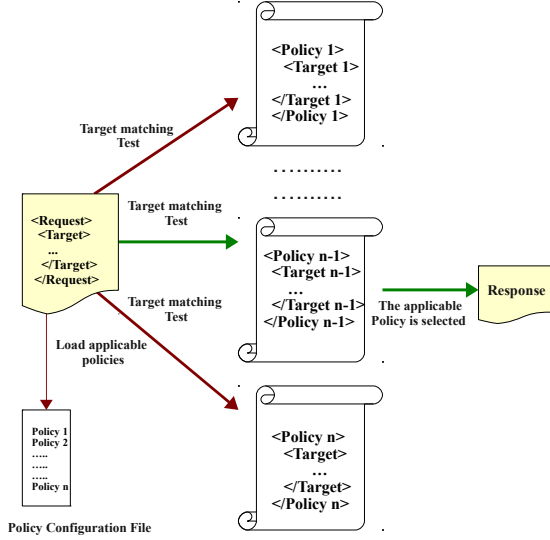 <Policy 1>
<Target 1>
...
</Target 1>
</Policy 1>
Target matching
Test
..........
..........
<Request>
<Target>
...
</Target>
</Request>
Target matching
Test
<Policy n-1>
<Target n-1>
...
</Target n-1>
</Policy n-1>
The applicable
Policy is selected
Response
Target matching
Test
Load applicable
policies
<Policy n>
<Target>
...
</Target>
</Policy n>
Policy 1
Policy 2
.....
.....
.....
Policy n
Policy Configuration File